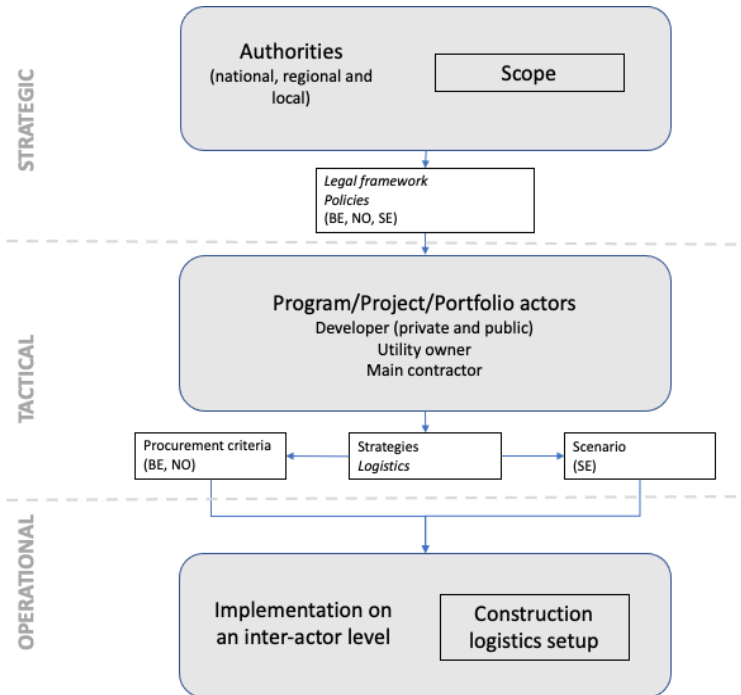 STRATEGIC
Authorities
(national, regional and
local)
Scope
Legal framework
Policies
(BE, NO, SE)
TACTICAL
Program/Project/Portfolio actors
Developer (private and public)
Utility owner
Main contractor
Procurement criteria
(BE, NO)
Strategies
Logistics
Scenario
(SE)
OPERATIONAL
Implementation on
an inter-actor level
Construction
logistics setup